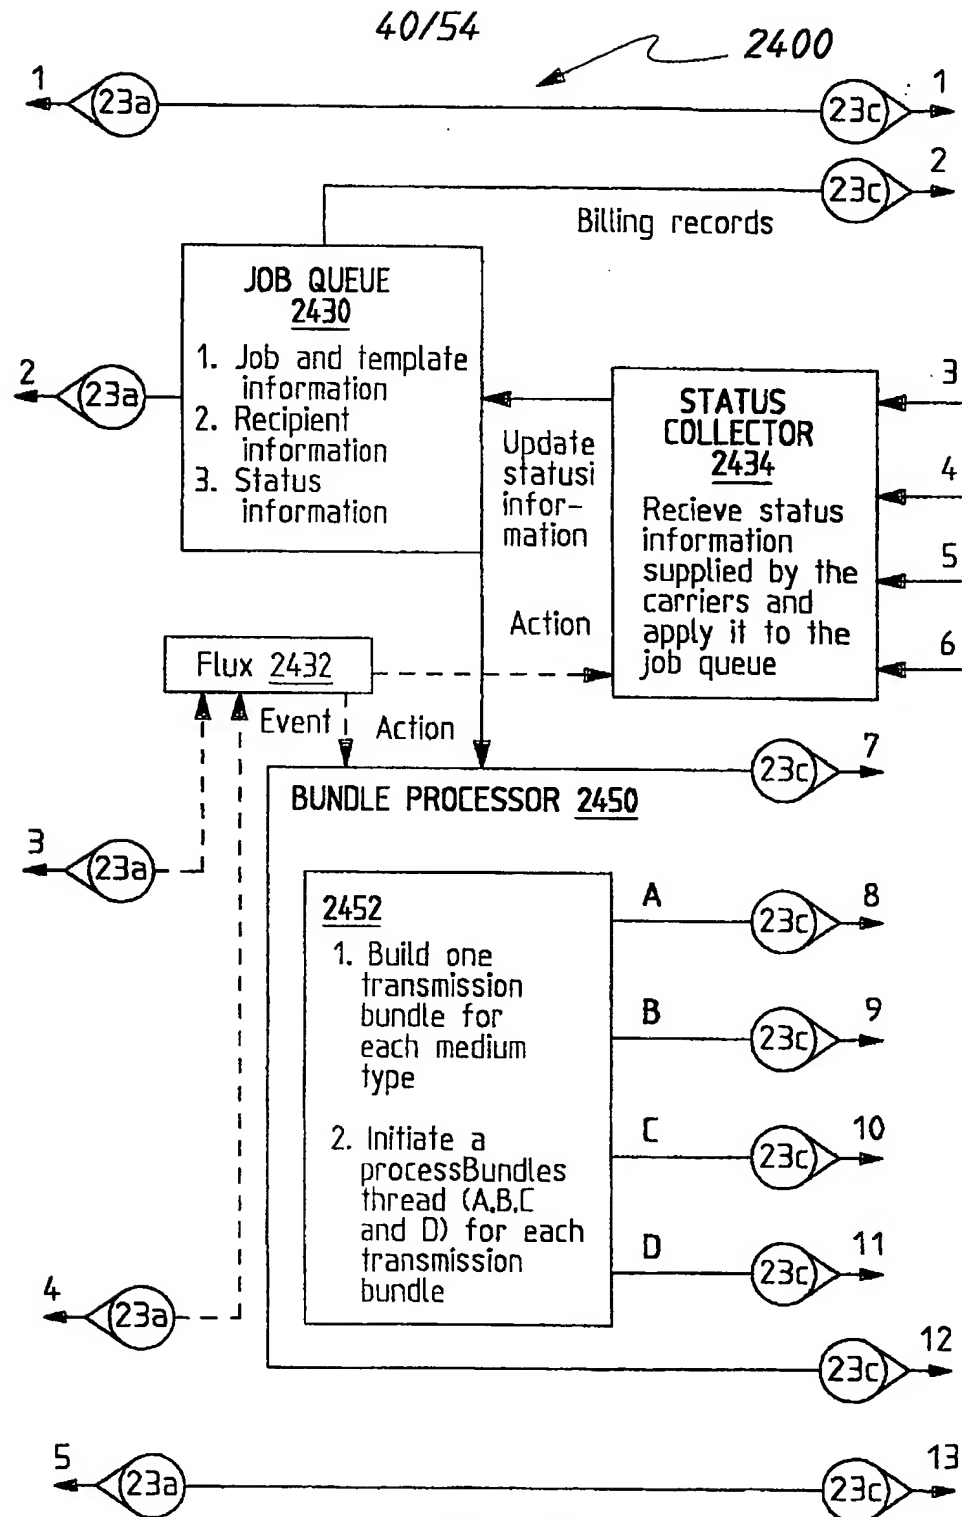 40/54
2400
1
23a
23c
1
23c
2
Billing records
JOB QUEUE
2430
1. Job and template
information
2. Recipient
information
3. Status
information
2
23a
STATUS
COLLECTOR
2434
Recieve status
information
supplied by the
carriers and
apply it to the
job queue
3
4
5
6
Update
statusi
infor-
mation
Action
Flux 2432
Event
Action
3
23a
4
23a
BUNDLE PROCESSOR 2450
23c
7
2452
1. Build one
transmission
bundle for
each medium
type
2. Initiate a
processBundles
thread (A,B,C
and D) for each
transmission
bundle
A
23c
8
B
23c
9
C
23c
10
D
23c
11
23c
12
5
23a
23c
13